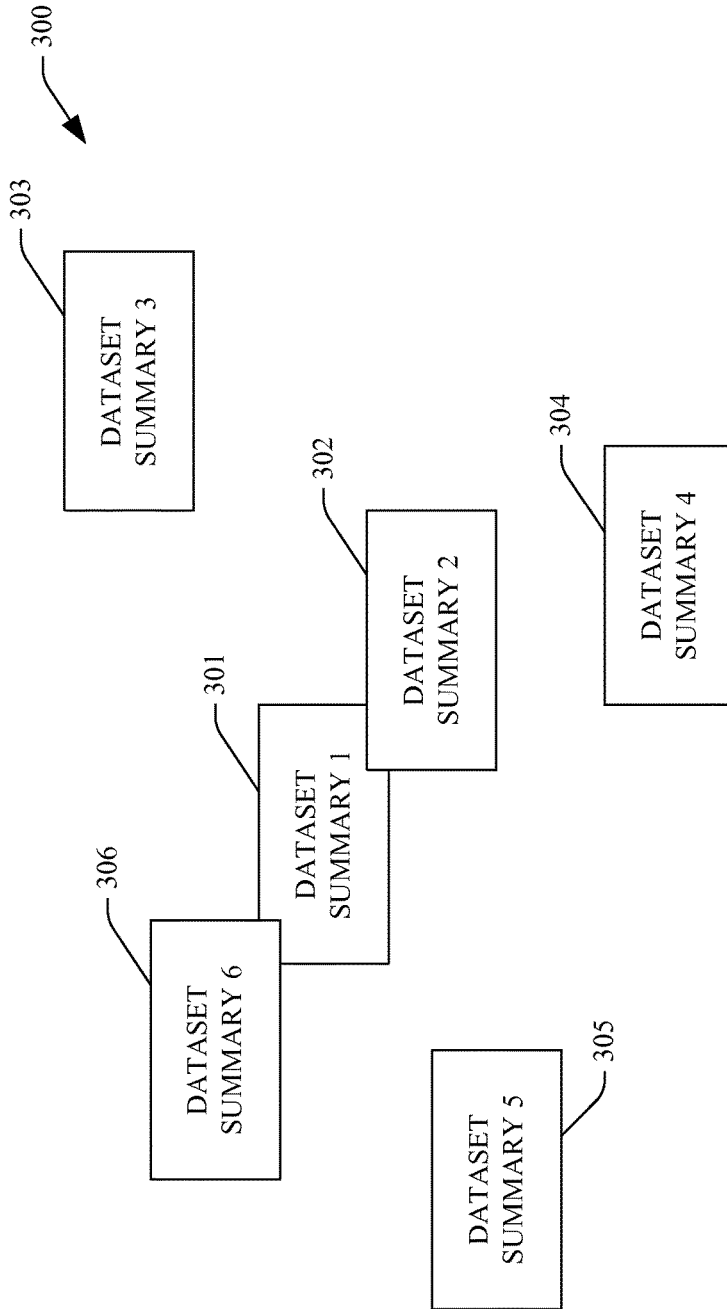 300
DATASET
SUMMARY 3
303
DATASET
SUMMARY 6
306
DATASET
SUMMARY 1
301
DATASET
SUMMARY 2
302
DATASET
SUMMARY 5
305
DATASET
SUMMARY 4
304